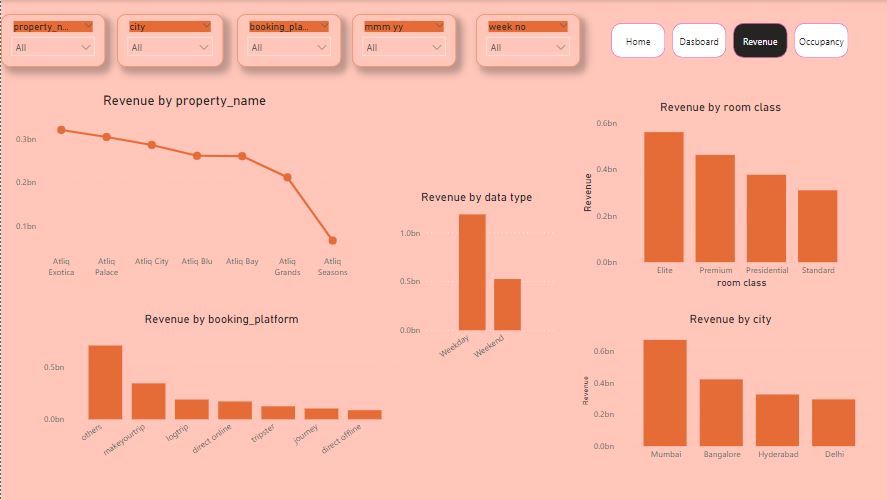 property_n...
All
city
All
booking_pla...
All
mmm yy
All
week no
All
Home
Dasboard
Revenue
Occupancy
Revenue by property_name
0.3bn
0.2bn
0.1bn
Atliq
Exotica
Atliq
Palace
Atliq City
Atliq Blu
Atliq Bay
Atliq
Grands
Atliq
Seasons
Revenue by data type
1.0bn
0.5bn
0.0bn
Weekday
Weekend
Revenue by room class
Revenue
0.6bn
0.4bn
0.2bn
0.0bn
Elite
Premium
Presidential
Standard
room class
Revenue by booking_platform
0.5bn
0.0bn
others
makeyourtrip
logtrip
direct online
tripster
journey
direct offline
Revenue by city
Revenue
0.6bn
0.4bn
0.2bn
0.0bn
Mumbai
Bangalore
Hyderabad
Delhi